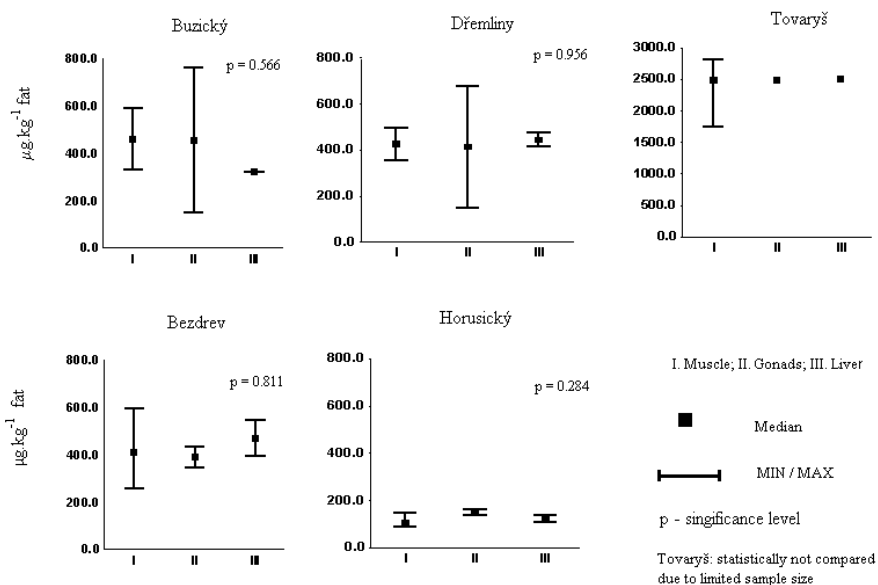 Buzický
p = 0.566
µg.kg⁻¹ fat
800.0
600.0
400.0
200.0
0.0
I II III
Dřemliny
p = 0.956
800.0
600.0
400.0
200.0
0.0
I II III
Tovaryš
3000.0
2500.0
2000.0
1500.0
1000.0
500.0
0.0
I II III
Bezdrev
p = 0.811
µg.kg⁻¹ fat
800.0
600.0
400.0
200.0
0.0
I II III
Horusický
p = 0.284
800.0
600.0
400.0
200.0
0.0
I II III
I. Muscle; II. Gonads; III. Liver
Median
MIN / MAX
p - singificance level
Tovaryš: statistically not compared
due to limited sample size